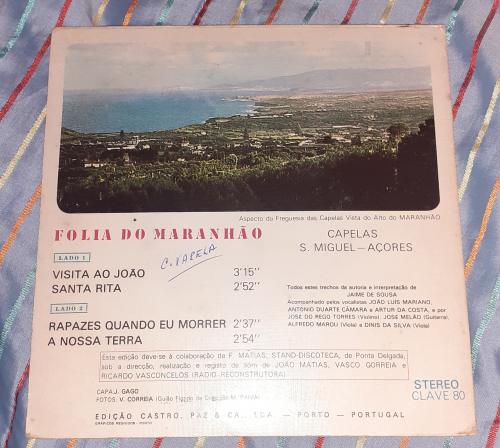 Aspecto da Freguesia das Capelas Vista do Alto do MARANHÃO
FOLIA DO MARANHÃO
CAPELAS
S. MIGUEL — AÇORES
LADO 1
C. VARELA
VISITA AO JOÃO 3'15''
SANTA RITA 2'52''
LADO 2
RAPAZES QUANDO EU MORRER 2'37''
A NOSSA TERRA 2'54''
Todos estes trechos da autoria e interpretação de
JAIME DE SOUSA
Acompanhado pelos vocalistas JOÃO LUIS MARIANO,
ANTONIO DUARTE CÂMARA e ARTUR DA COSTA, e por
JOSÉ DO REGO TORRES (Violino), JOSÉ MELÃO (Guitarra),
ALFREDO MAROU (Viola) e DINIS DA SILVA (Viola)
Esta edição deve-se à colaboração de F. MATIAS, STAND-DISCOTECA, de Ponta Delgada,
sob a direcção, realização e registo de som de JOÃO MATIAS, VASCO CORREIA e
RICARDO VASCONCELOS (RADIO-RECONSTRUTORA)
CAPA J. GAGO
FOTOS: V. CORREIA
STEREO
CLAVE 80
EDIÇÃO CASTRO, PAZ & CA., LDA. — PORTO — PORTUGAL
GRÁFICOS REUNIDOS - PORTO